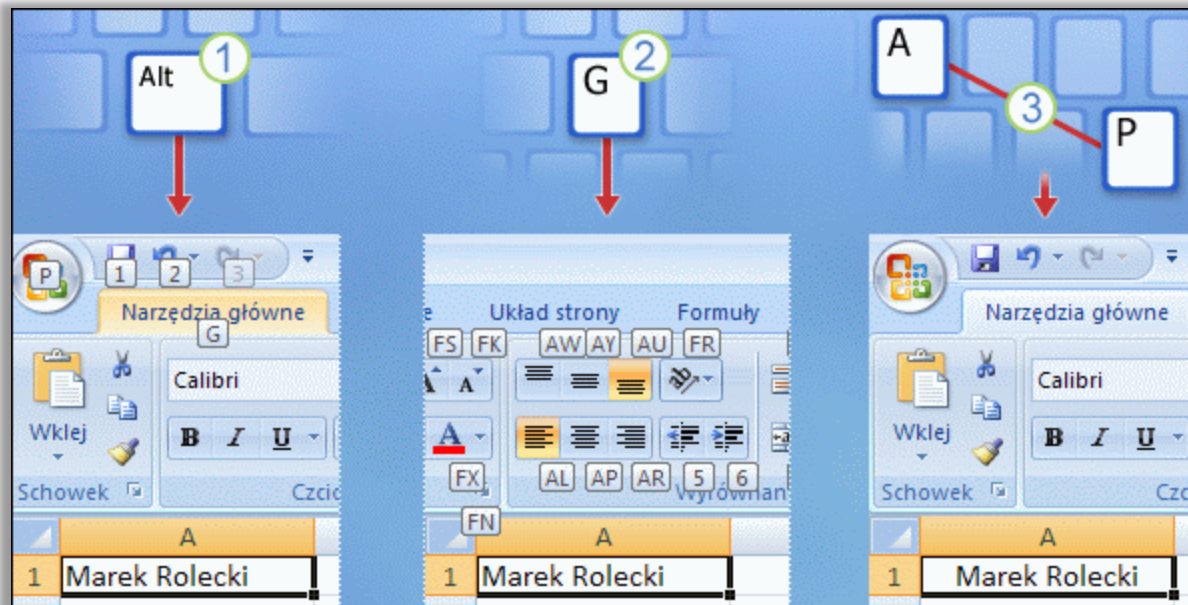 Alt 1
P 1 2 3
Narzędzia główne
G
Calibri
Wklej
B I U
Schowek
A
1 Marek Rolecki
G 2
Układ strony Formuły
FS FK AW AY AU FR
A A
ab
A
FX AL AP AR 5 6
FN
A
1 Marek Rolecki
A 3 P
Narzędzia główne
Calibri
Wklej
B I U
Schowek
A
1 Marek Rolecki